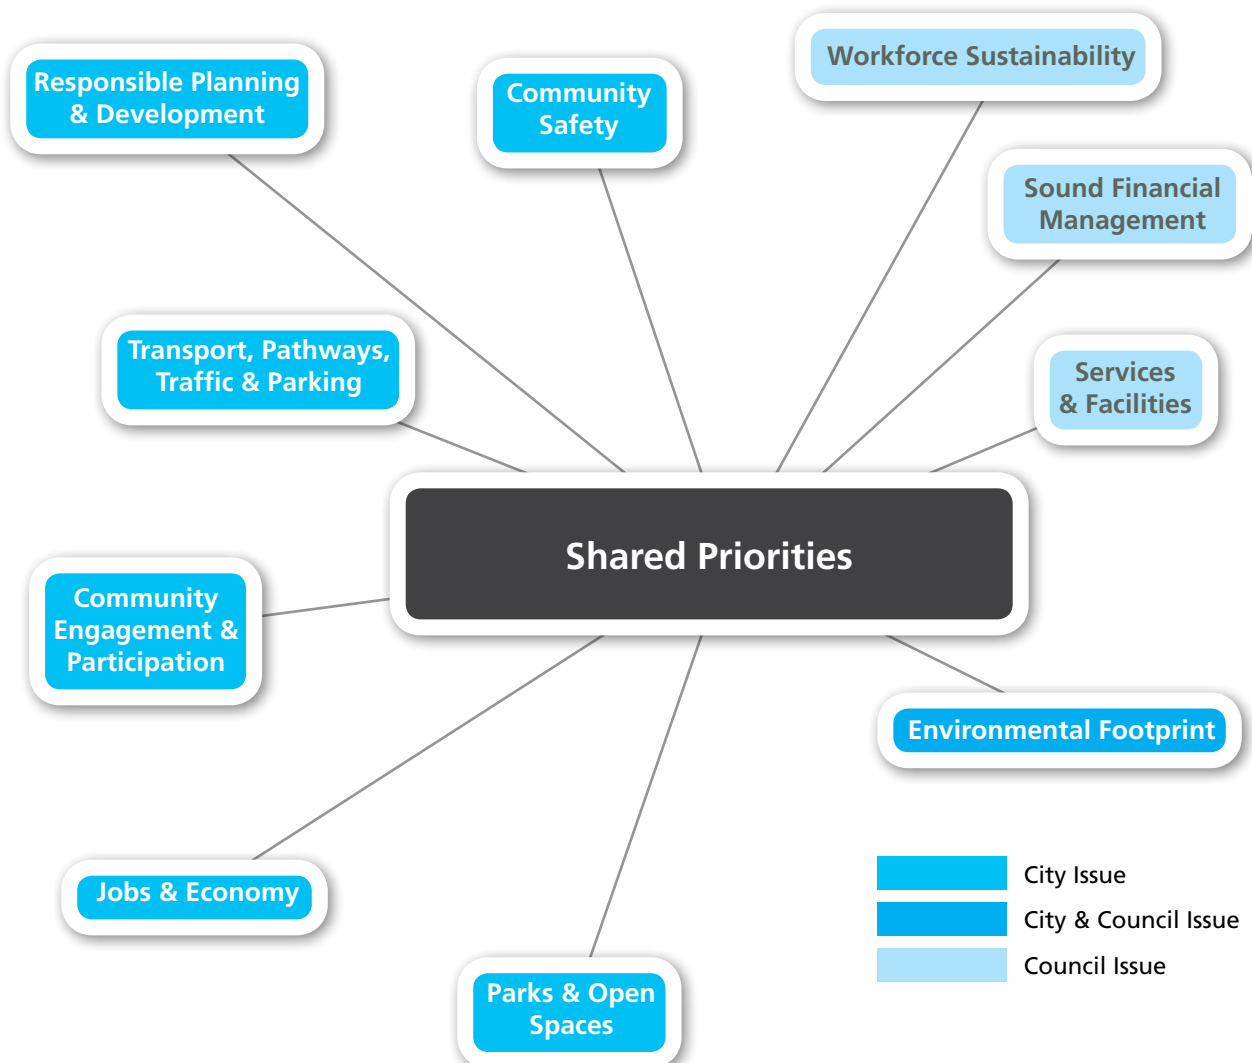 Workforce Sustainability
Responsible Planning
& Development
Community
Safety
Sound Financial
Management
Transport, Pathways,
Traffic & Parking
Services
& Facilities
Shared Priorities
Community
Engagement &
Participation
Environmental Footprint
Jobs & Economy
Parks & Open
Spaces
City Issue
City & Council Issue
Council Issue